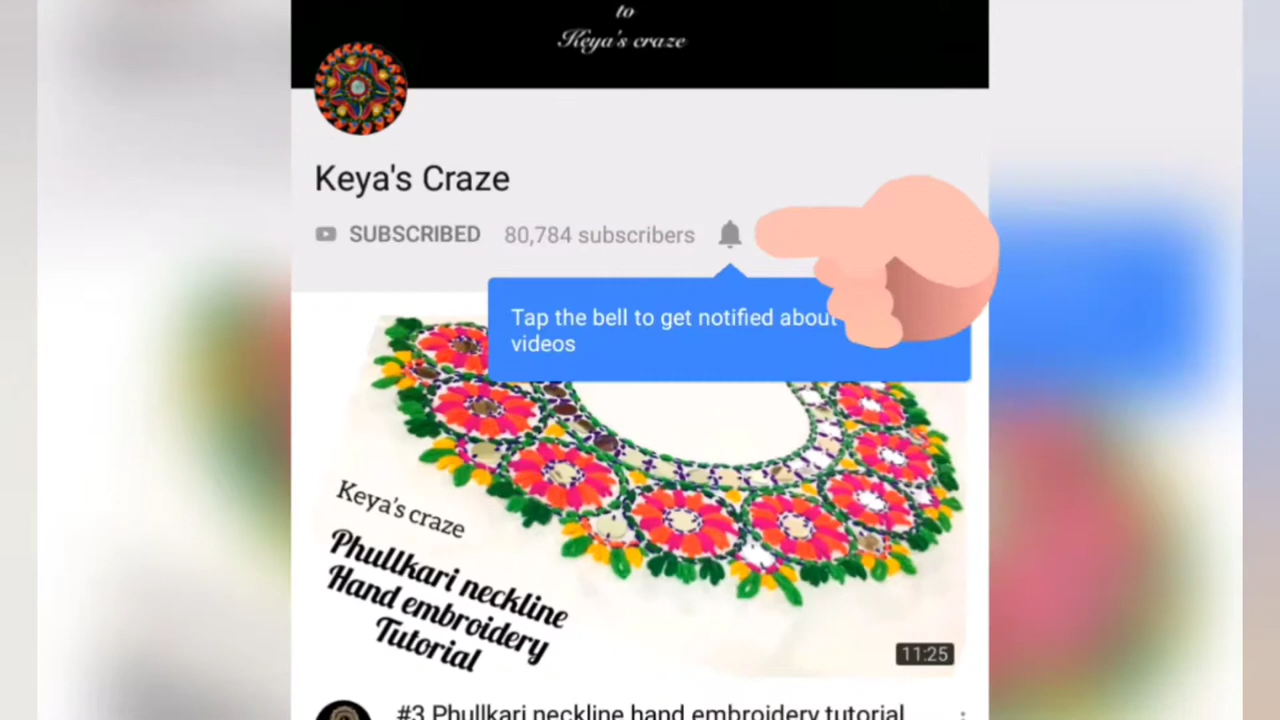 to
Keya's craze
Keya's Craze
SUBSCRIBED 80,784 subscribers
Tap the bell to get notified about
videos
Keya's craze
Phullkari neckline
Hand embroidery
Tutorial
11:25
#3 Phullkari neckline hand embroidery tutorial